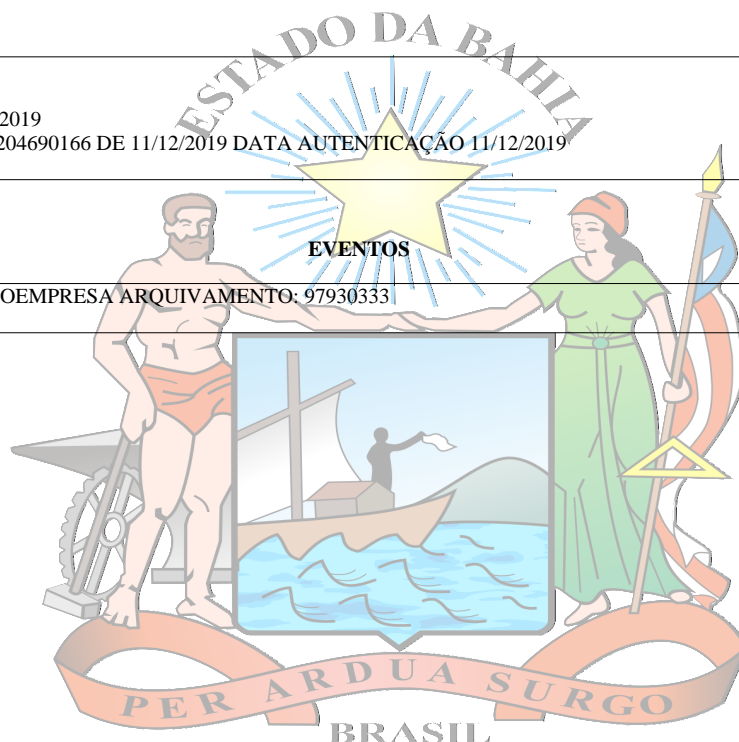 ESTADO DA BAHIA
2019
204690166 DE 11/12/2019 DATA AUTENTICAÇÃO 11/12/2019
EVENTOS
OEMPRESA ARQUIVAMENTO: 97930333
PER ARDUA SURGO
BRASIL